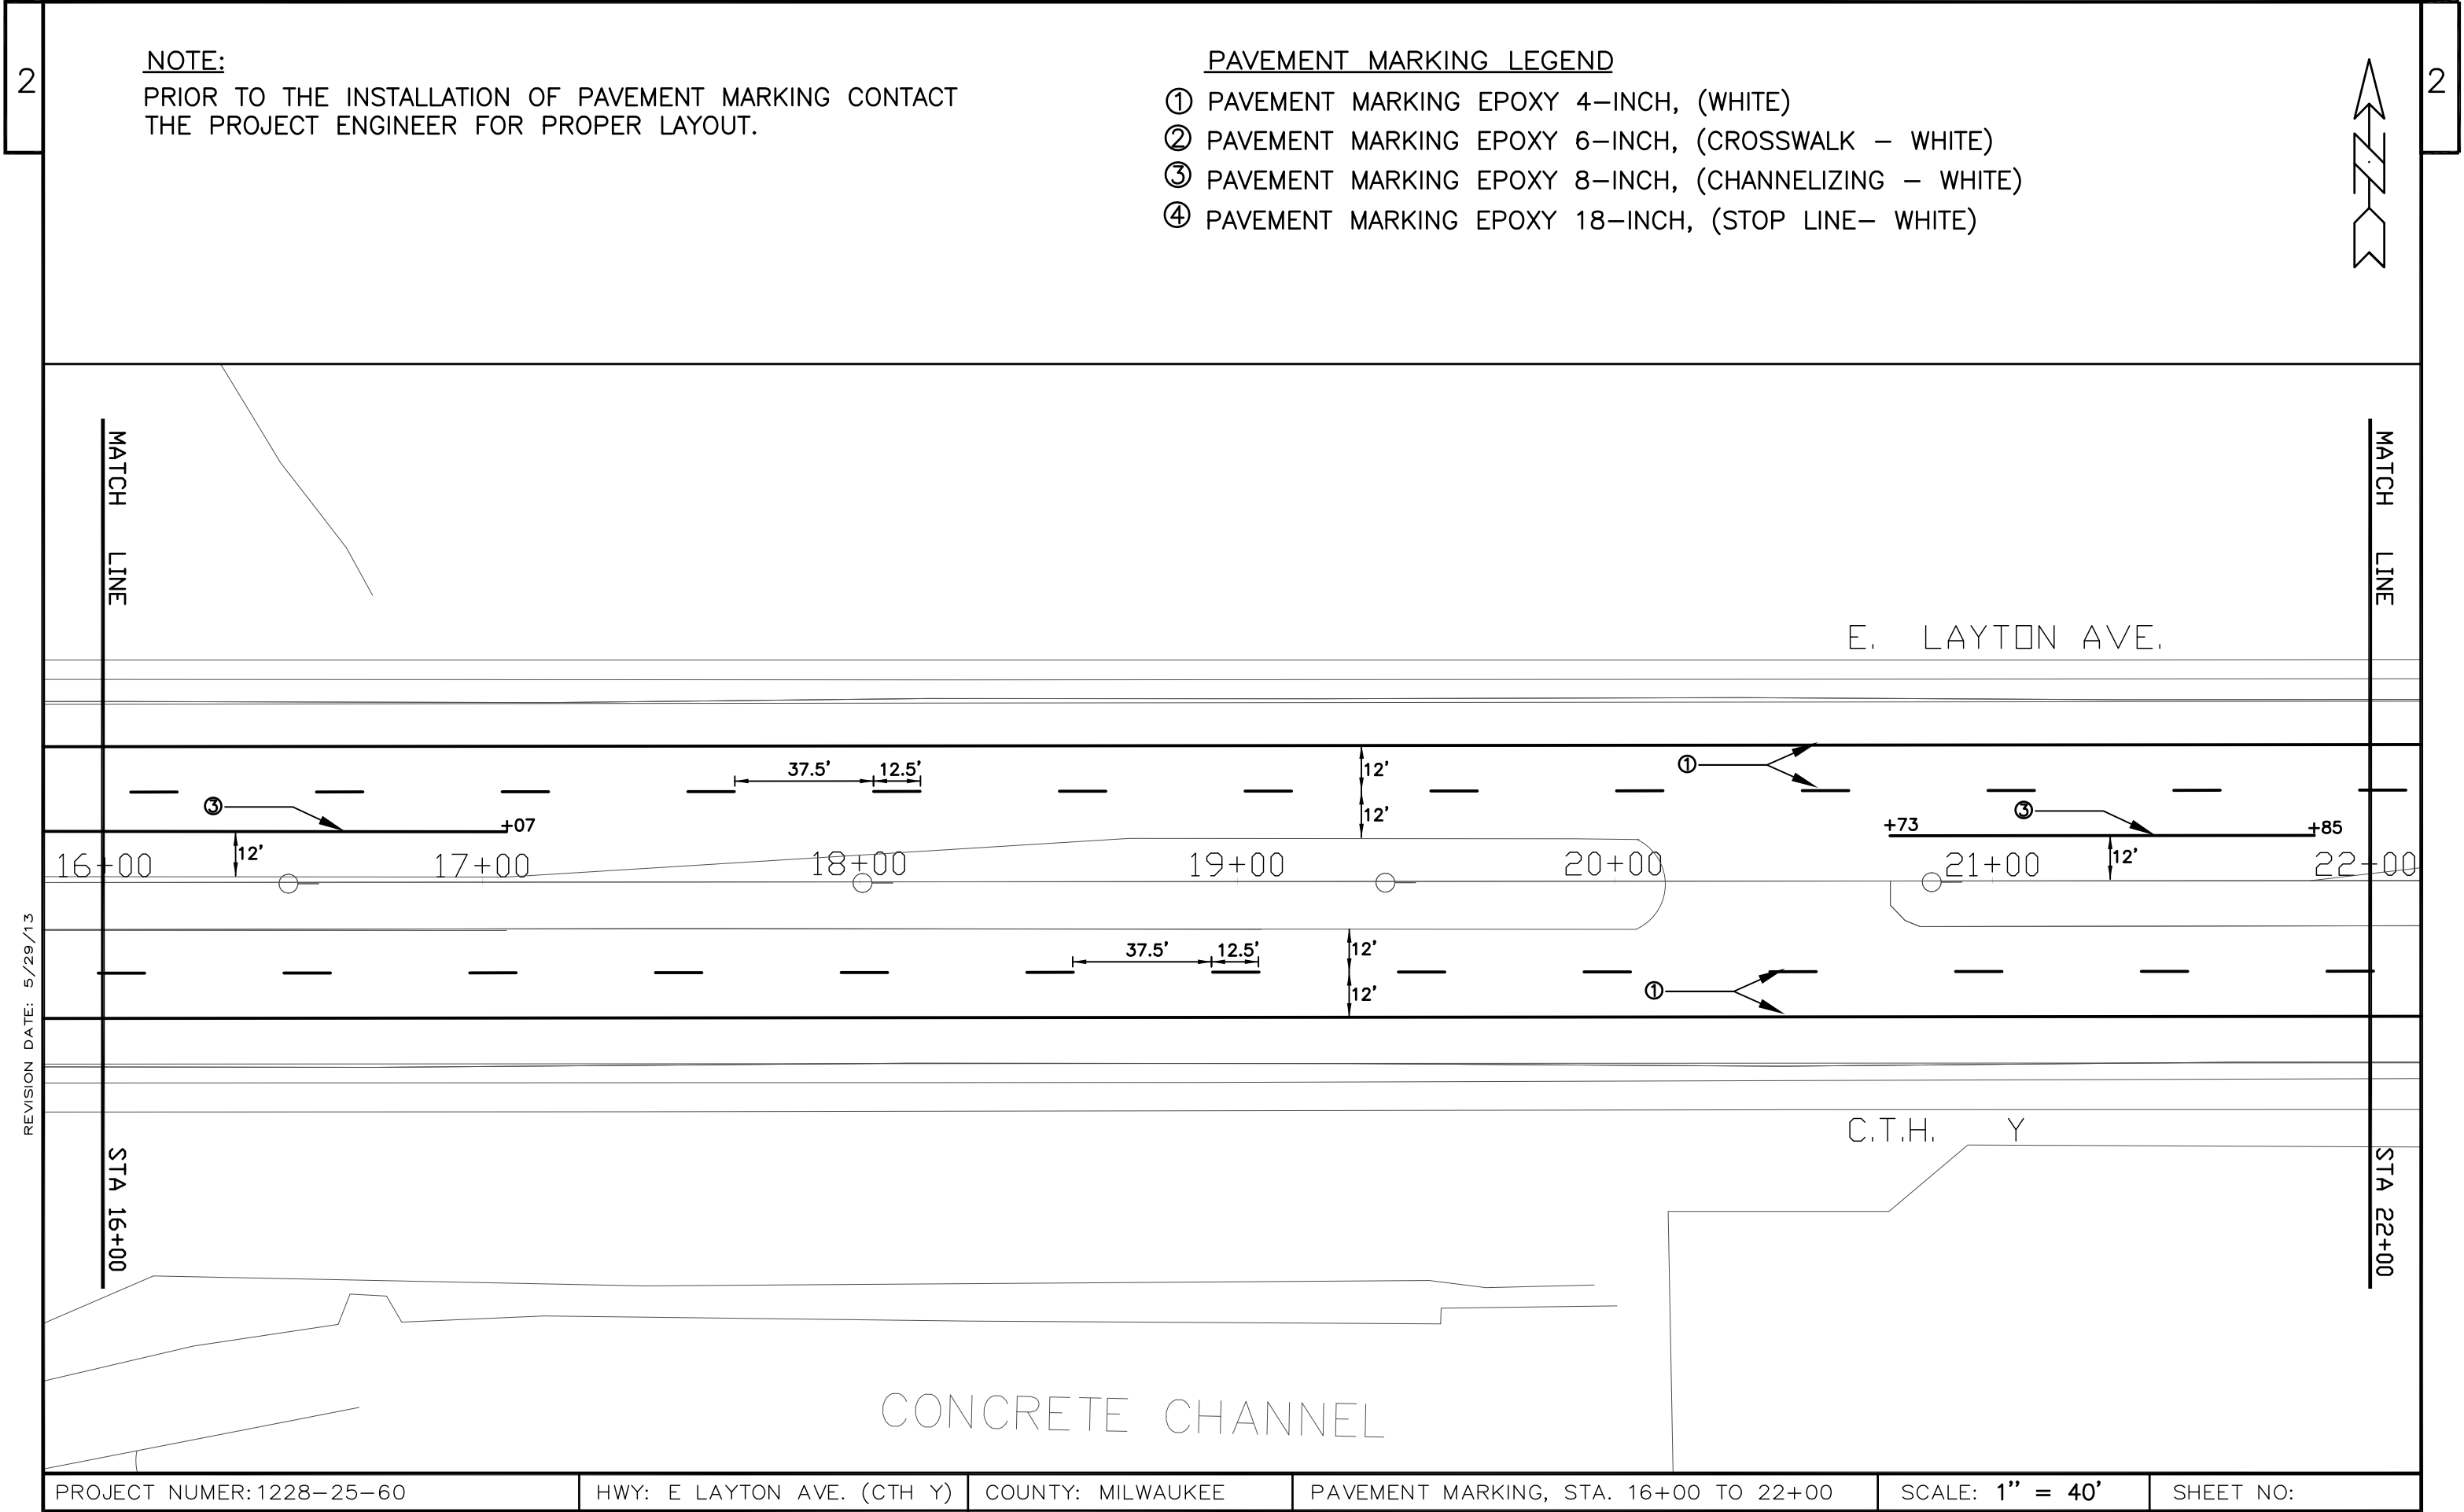 2
2
NOTE:
PRIOR TO THE INSTALLATION OF PAVEMENT MARKING CONTACT
THE PROJECT ENGINEER FOR PROPER LAYOUT.
PAVEMENT MARKING LEGEND
① PAVEMENT MARKING EPOXY 4-INCH, (WHITE)
② PAVEMENT MARKING EPOXY 6-INCH, (CROSSWALK - WHITE)
③ PAVEMENT MARKING EPOXY 8-INCH, (CHANNELIZING - WHITE)
④ PAVEMENT MARKING EPOXY 18-INCH, (STOP LINE- WHITE)
N
MATCH LINE
STA 16+00
MATCH LINE
STA 22+00
E. LAYTON AVE.
37.5' 12.5'
12'
①
③
12'
③
+07
+73
+85
12'
12'
16+00 17+00 18+00 19+00 20+00 21+00 22+00
37.5' 12.5'
12'
①
12'
C.T.H. Y
CONCRETE CHANNEL
REVISION DATE: 5/29/13
PROJECT NUMER: 1228-25-60
HWY: E LAYTON AVE. (CTH Y)
COUNTY: MILWAUKEE
PAVEMENT MARKING, STA. 16+00 TO 22+00
SCALE: 1" = 40'
SHEET NO: